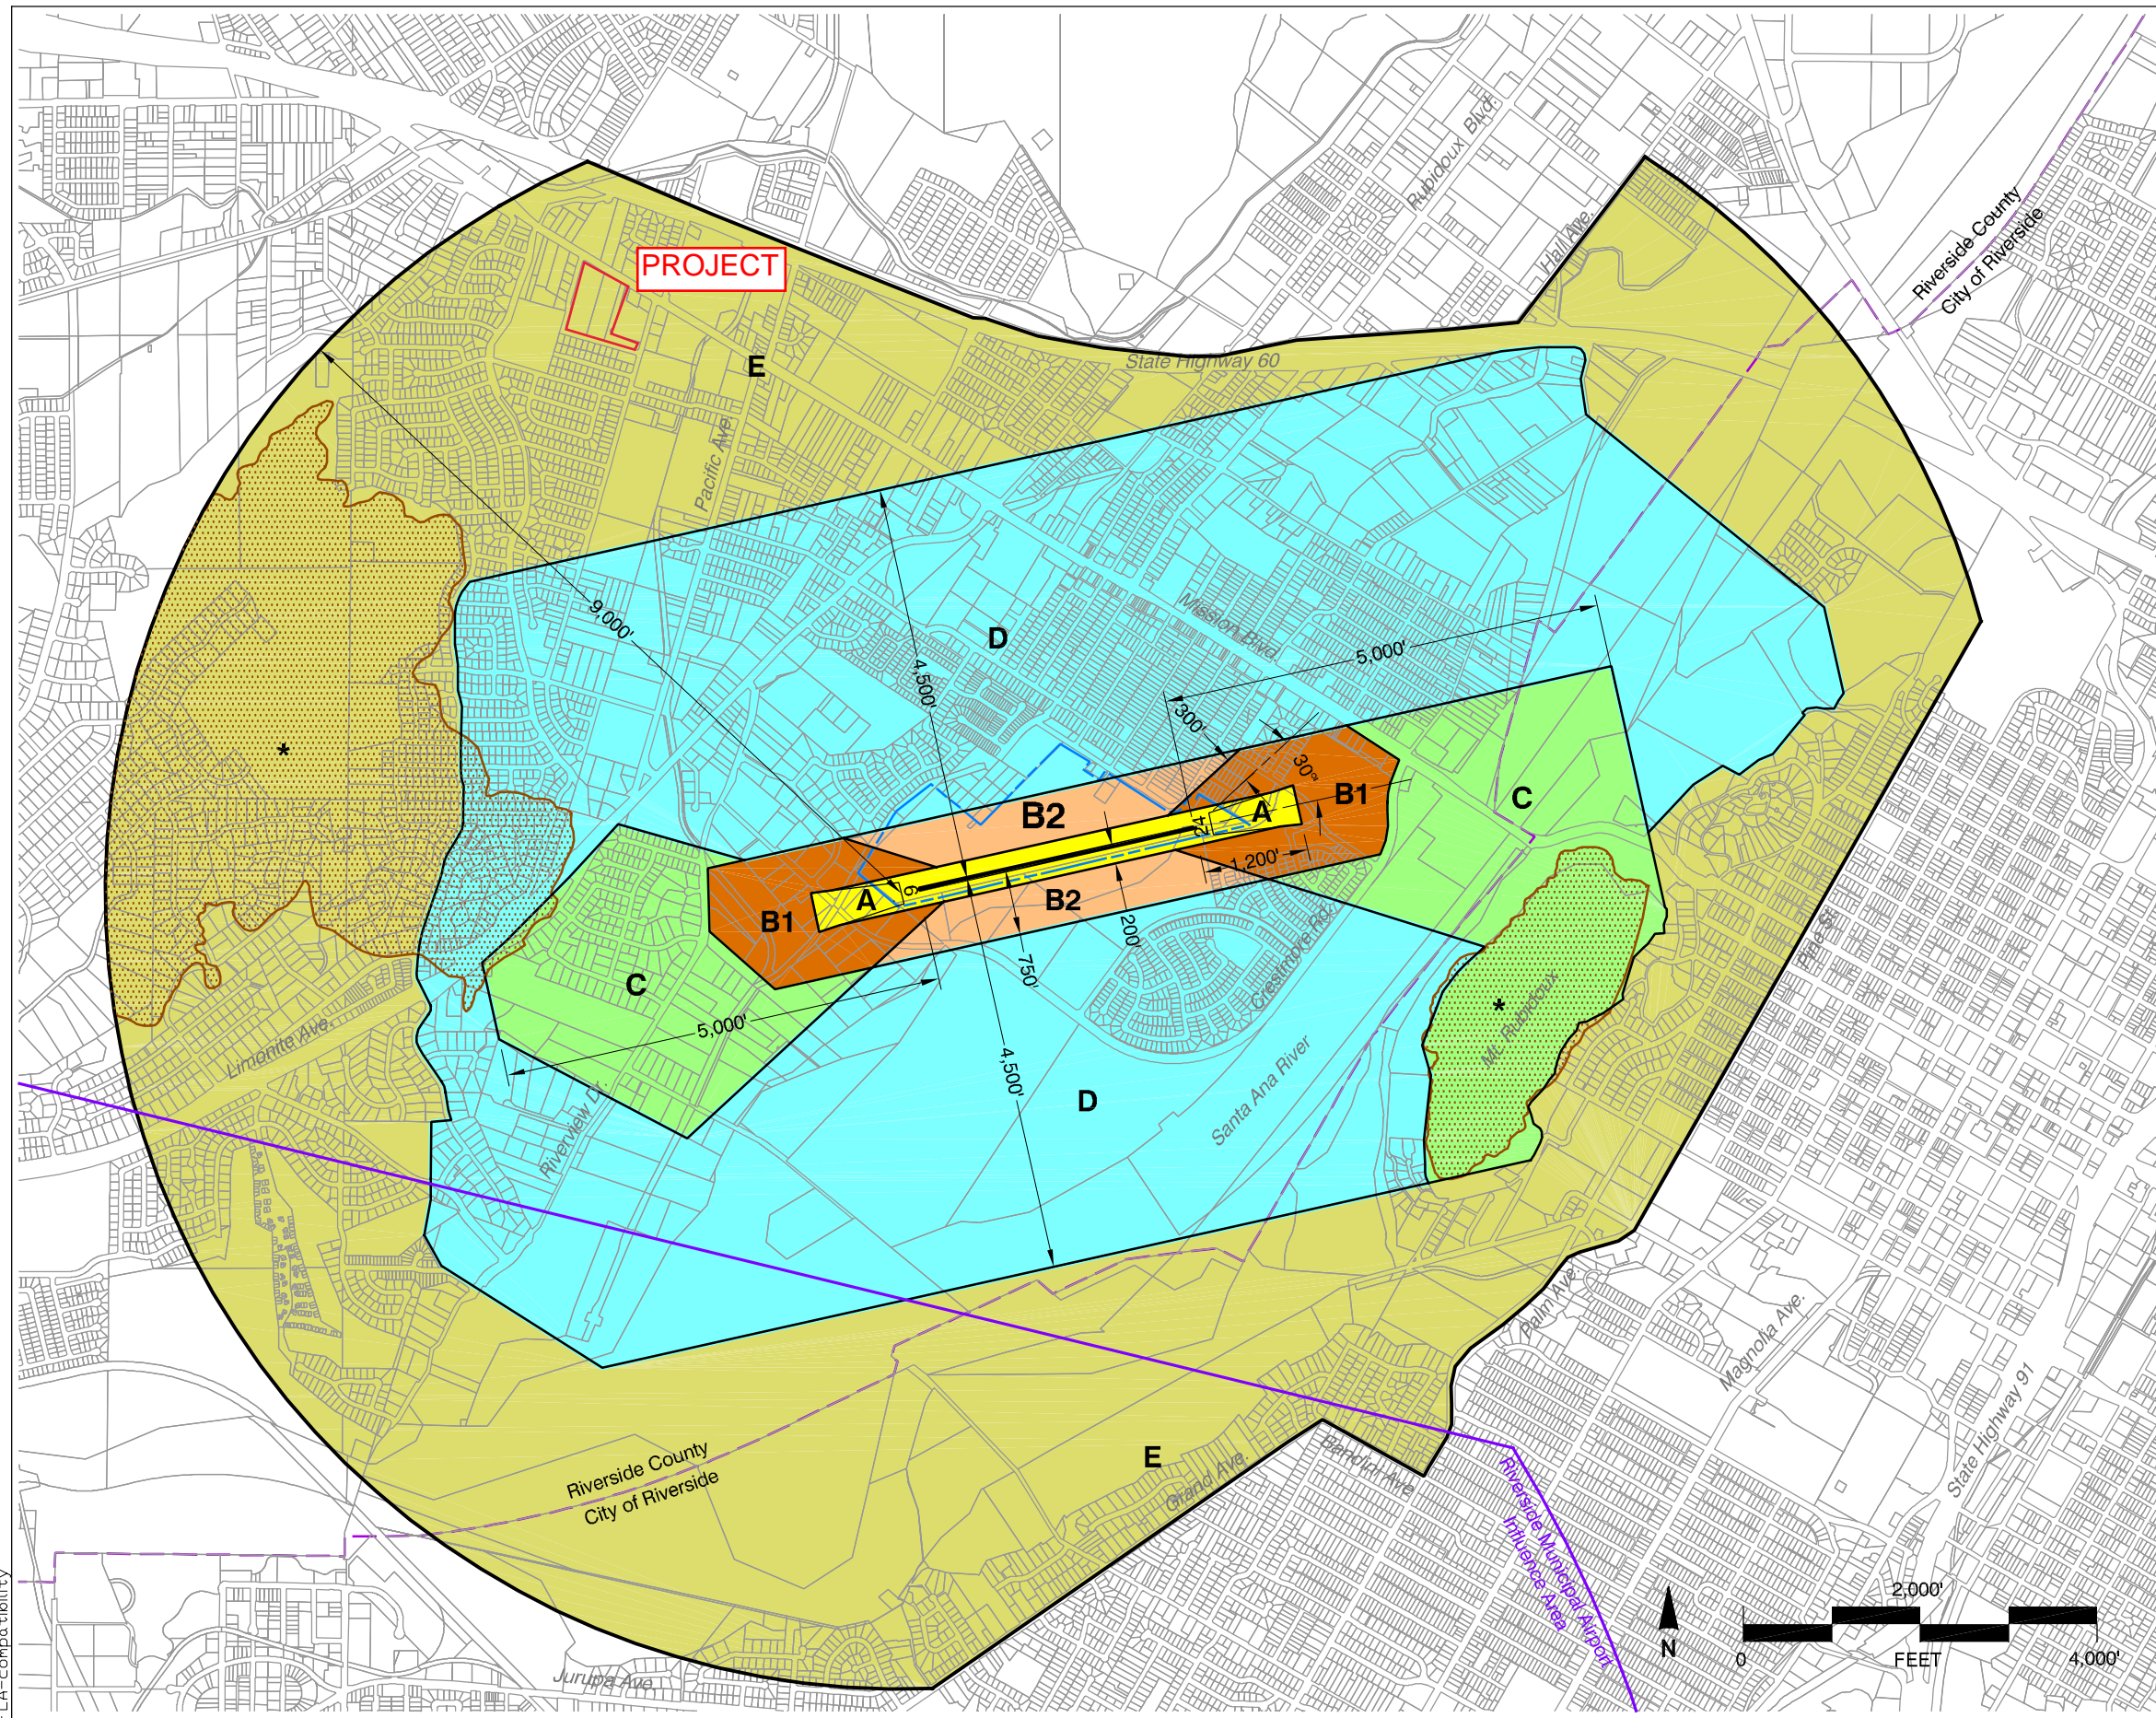 Rubidoux Blvd.
Hall Ave.
Riverside County
City of Riverside
PROJECT
E
State Highway 60
Pacific Ave.
9,000'
4,500'
D
Mission Blvd.
5,000'
300'
30°
*
B2
A
B1
C
24
1,200'
6
A
B1
B2
C
200'
750'
Crestmore Rd.
Pine St.
*
Mt. Rubidoux
5,000'
Limonite Ave.
4,500'
D
Santa Ana River
Riverview Dr.
Palm Ave.
Magnolia Ave.
State Highway 91
E
Grand Ave.
Bandini Ave
Riverside County
City of Riverside
Riverside Municipal Airport
Influence Area
Jurupa Ave.
N
2,000'
0
FEET
4,000'